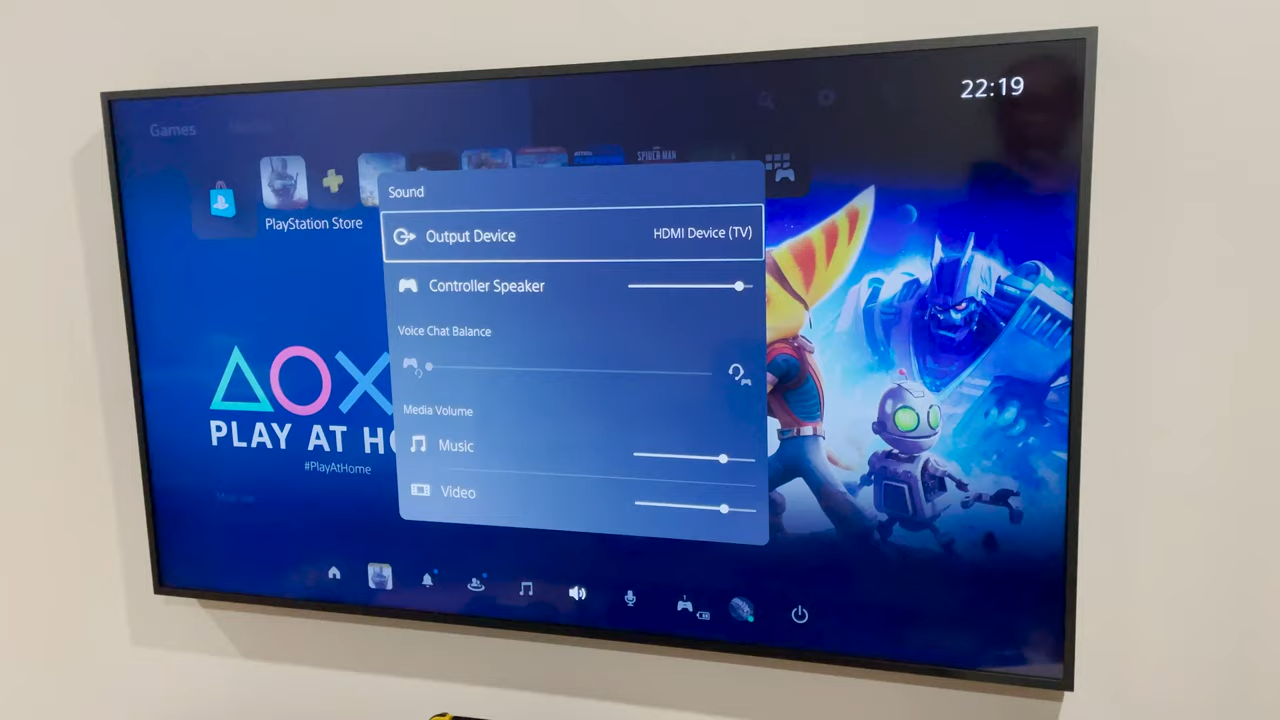 22:19
Games
SPIDER-MAN
PlayStation Store
Sound
Output Device
HDMI Device (TV)
Controller Speaker
Voice Chat Balance
Media Volume
Music
Video
PLAY AT HO
#PlayAtHome